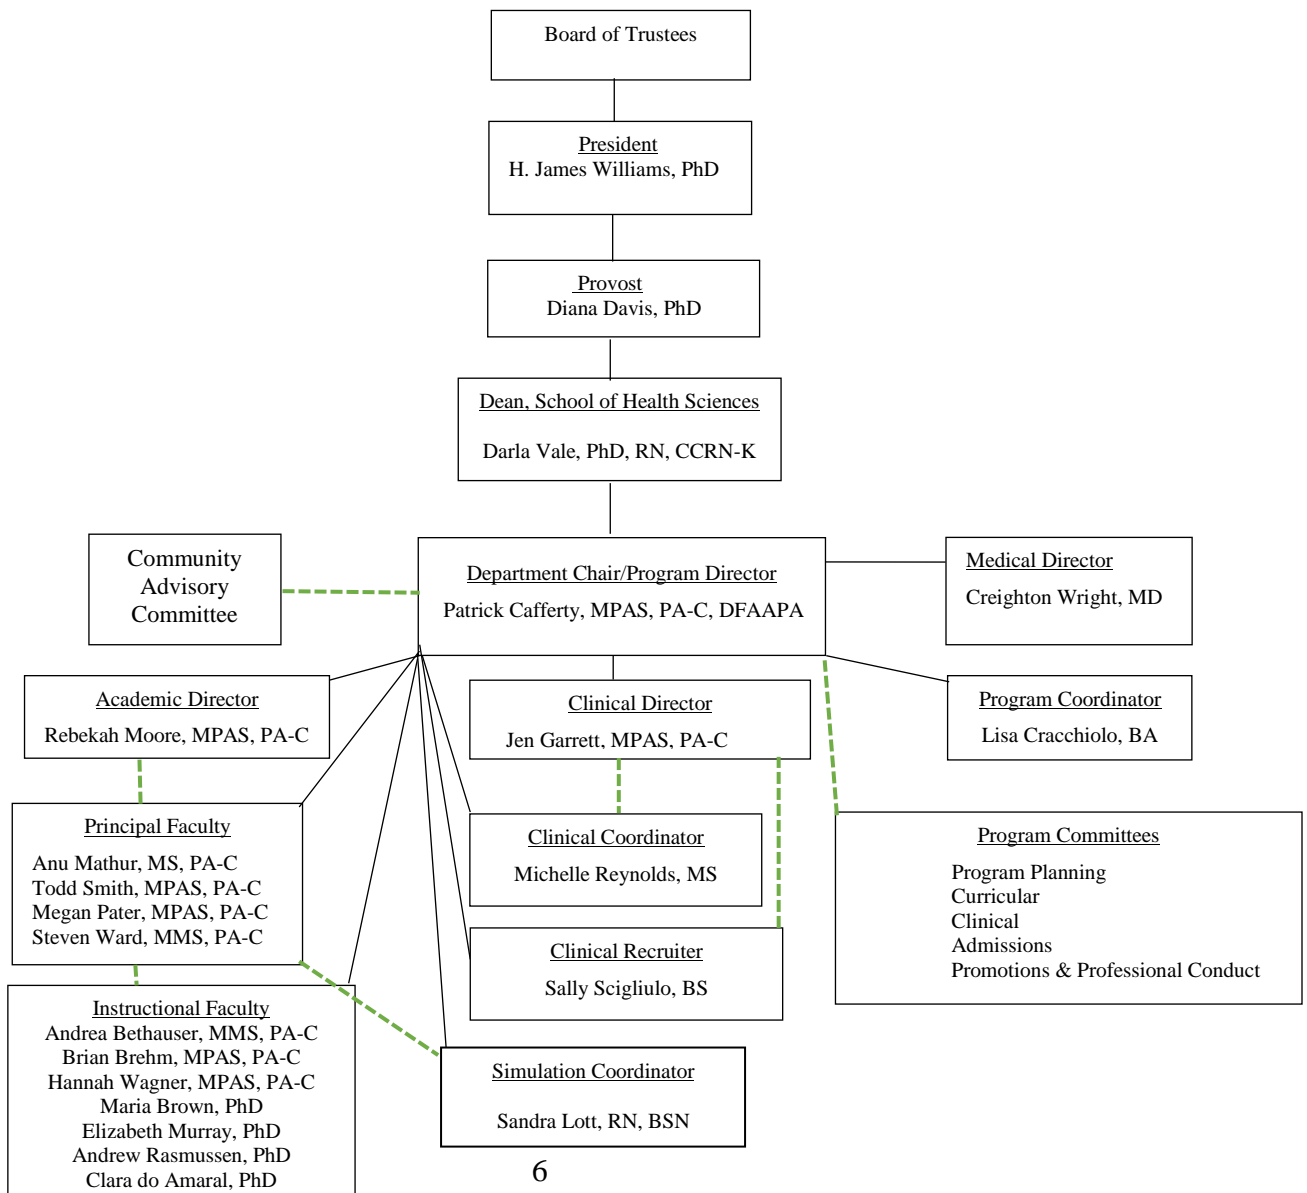 Board of Trustees
President
H. James Williams, PhD
Provost
Diana Davis, PhD
Dean, School of Health Sciences
Darla Vale, PhD, RN, CCRN-K
Community
Advisory
Committee
Department Chair/Program Director
Patrick Cafferty, MPAS, PA-C, DFAAPA
Medical Director
Creighton Wright, MD
Academic Director
Rebekah Moore, MPAS, PA-C
Clinical Director
Jen Garrett, MPAS, PA-C
Program Coordinator
Lisa Cracchiolo, BA
Principal Faculty
Anu Mathur, MS, PA-C
Todd Smith, MPAS, PA-C
Megan Pater, MPAS, PA-C
Steven Ward, MMS, PA-C
Clinical Coordinator
Michelle Reynolds, MS
Program Committees
Program Planning
Curricular
Clinical
Admissions
Promotions & Professional Conduct
Clinical Recruiter
Sally Scigliulo, BS
Instructional Faculty
Andrea Bethauser, MMS, PA-C
Brian Brehm, MPAS, PA-C
Hannah Wagner, MPAS, PA-C
Maria Brown, PhD
Elizabeth Murray, PhD
Andrew Rasmussen, PhD
Clara do Amaral, PhD
Simulation Coordinator
Sandra Lott, RN, BSN
6